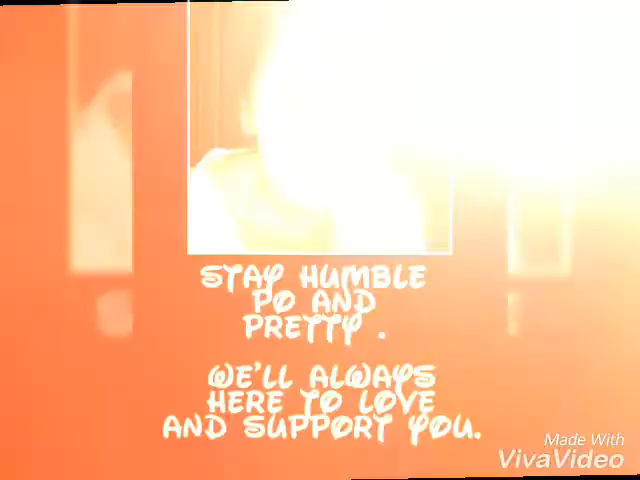 STAY HUMBLE
PO AND
PRETTY .
WE'LL ALWAYS
HERE TO LOVE
AND SUPPORT YOU.
Made With
VivaVideo